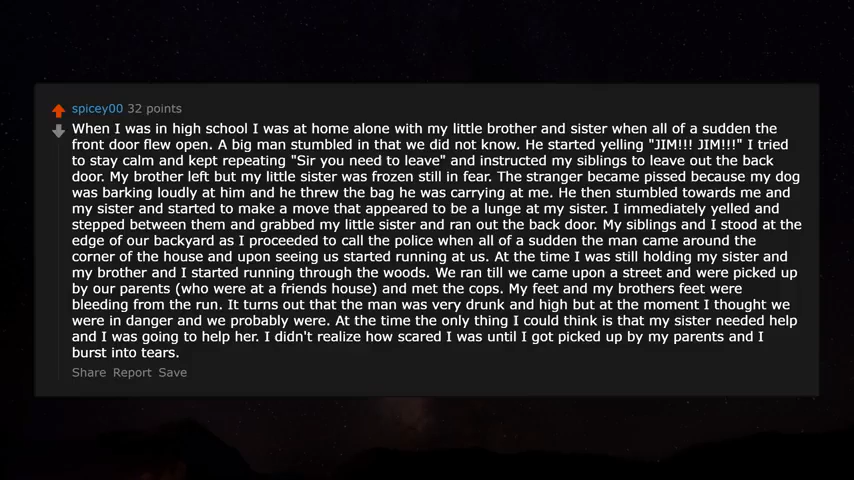 spicey00 32 points
When I was in high school I was at home alone with my little brother and sister when all of a sudden the
front door flew open. A big man stumbled in that we did not know. He started yelling "JIM!!! JIM!!!" I tried
to stay calm and kept repeating "Sir you need to leave" and instructed my siblings to leave out the back
door. My brother left but my little sister was frozen still in fear. The stranger became pissed because my dog
was barking loudly at him and he threw the bag he was carrying at me. He then stumbled towards me and
my sister and started to make a move that appeared to be a lunge at my sister. I immediately yelled and
stepped between them and grabbed my little sister and ran out the back door. My siblings and I stood at the
edge of our backyard as I proceeded to call the police when all of a sudden the man came around the
corner of the house and upon seeing us started running at us. At the time I was still holding my sister and
my brother and I started running through the woods. We ran till we came upon a street and were picked up
by our parents (who were at a friends house) and met the cops. My feet and my brothers feet were
bleeding from the run. It turns out that the man was very drunk and high but at the moment I thought we
were in danger and we probably were. At the time the only thing I could think is that my sister needed help
and I was going to help her. I didn't realize how scared I was until I got picked up by my parents and I
burst into tears.
Share Report Save